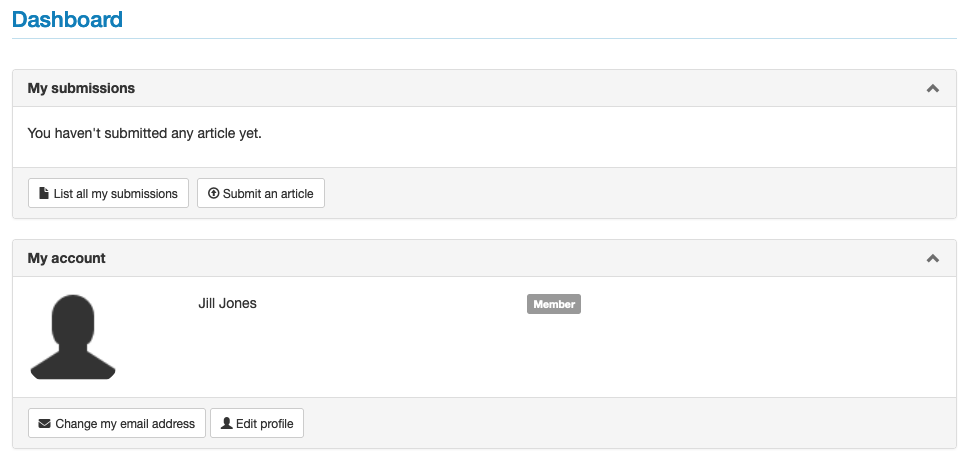 Dashboard
My submissions
You haven't submitted any article yet.
List all my submissions
Submit an article
My account
Jill Jones
Member
Change my email address
Edit profile